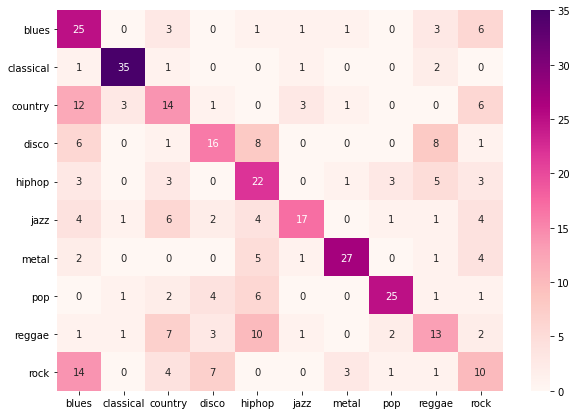 blues 25 0 3 0 1 1 1 0 3 6
classical 1 35 1 0 0 1 0 0 2 0
country 12 3 14 1 0 3 1 0 0 6
disco 6 0 1 16 8 0 0 0 8 1
hiphop 3 0 3 0 22 0 1 3 5 3
jazz 4 1 6 2 4 17 0 1 1 4
metal 2 0 0 0 5 1 27 0 1 4
pop 0 1 2 4 6 0 0 25 1 1
reggae 1 1 7 3 10 1 0 2 13 2
rock 14 0 4 7 0 0 3 1 1 10
blues classical country disco hiphop jazz metal pop reggae rock
35
30
25
20
15
10
5
0